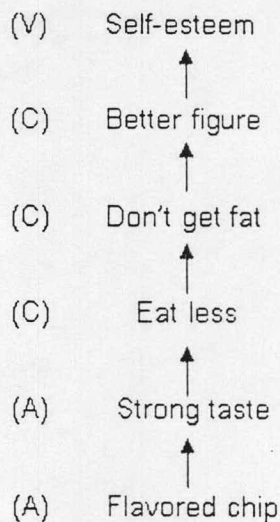 (V) Self-esteem
(C) Better figure
(C) Don't get fat
(C) Eat less
(A) Strong taste
(A) Flavored chip